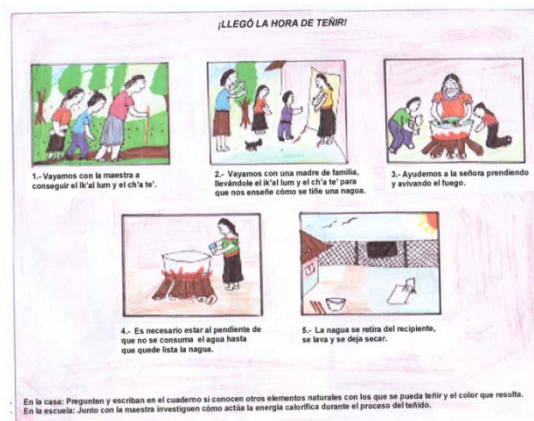 ¡LLEGÓ LA HORA DE TEÑIR!
1.- Vayamos con la maestra a
conseguir el Ik'al lum y el ch'a te'.
2.- Vayamos con una madre de familia,
llevándole el ik'al lum y el ch'a te' para
que nos enseñe cómo se tiñe una nagua.
3.- Ayudemos a la señora prendiendo
y avivando el fuego.
4.- Es necesario estar al pendiente de
que no se consuma el agua hasta
que quede lista la nagua.
5.- La nagua se retira del recipiente,
se lava y se deja secar.
En la casa: Pregunten y escriban en el cuaderno si conocen otros elementos naturales con los que se pueda teñir y el color que resulta.
En la escuela: Junto con la maestra investiguen cómo actúa la energía calorífica durante el proceso del teñido.